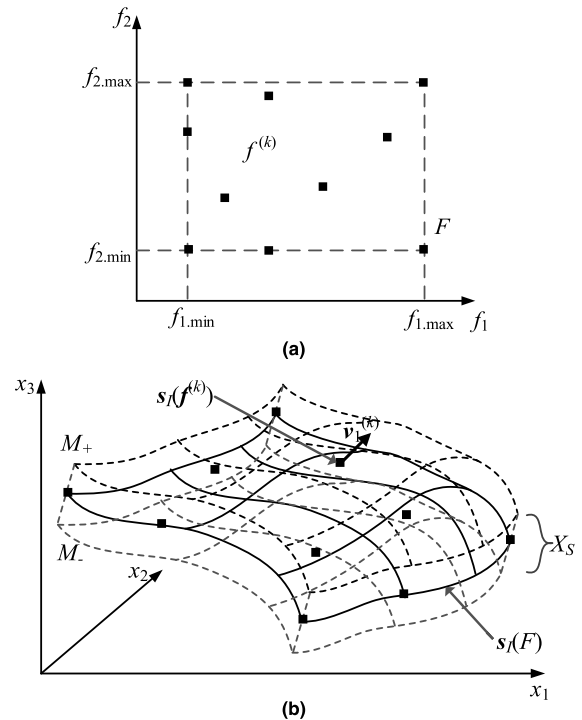 f2
f2.max
f(k)
F
f2.min
f1.min
f1.max
f1
(a)
x3
sI(f(k))
v1(k)
M+
XS
M-
x2
sI(F)
x1
(b)